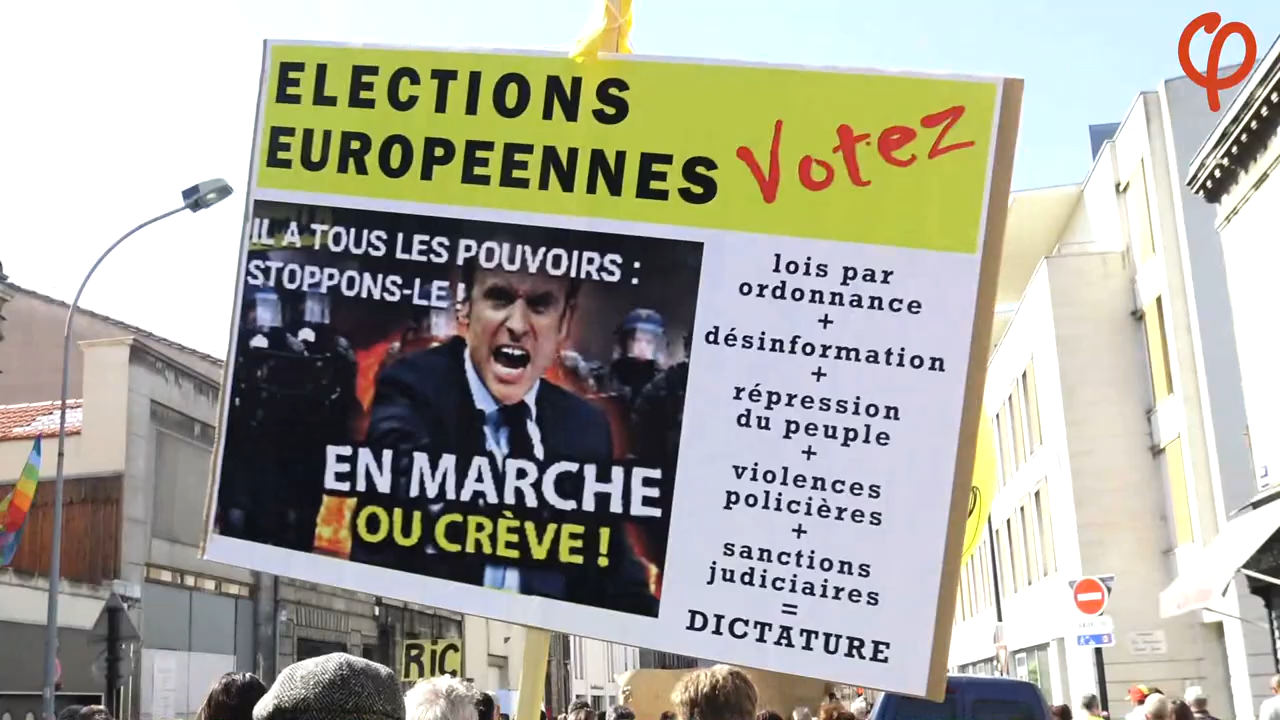 ELECTIONS
EUROPEENNES Votez
IL A TOUS LES POUVOIRS :
STOPPONS-LE !
EN MARCHE
OU CRÈVE !
lois par
ordonnance
+
désinformation
+
répression
du peuple
+
violences
policières
+
sanctions
judiciaires
=
DICTATURE
RiC